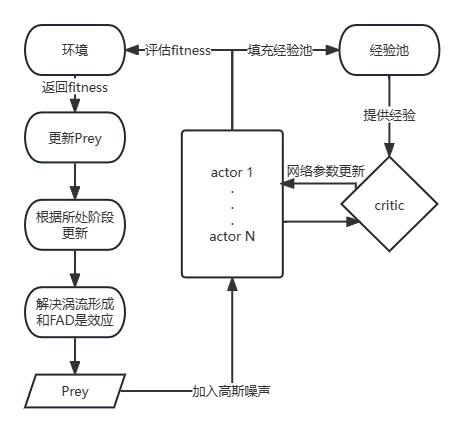 环境
评估fitness
填充经验池
经验池
返回fitness
提供经验
更新Prey
网络参数更新
actor 1
.
.
.
actor N
critic
根据所处阶段
更新
解决涡流形成
和FAD是效应
Prey
加入高斯噪声